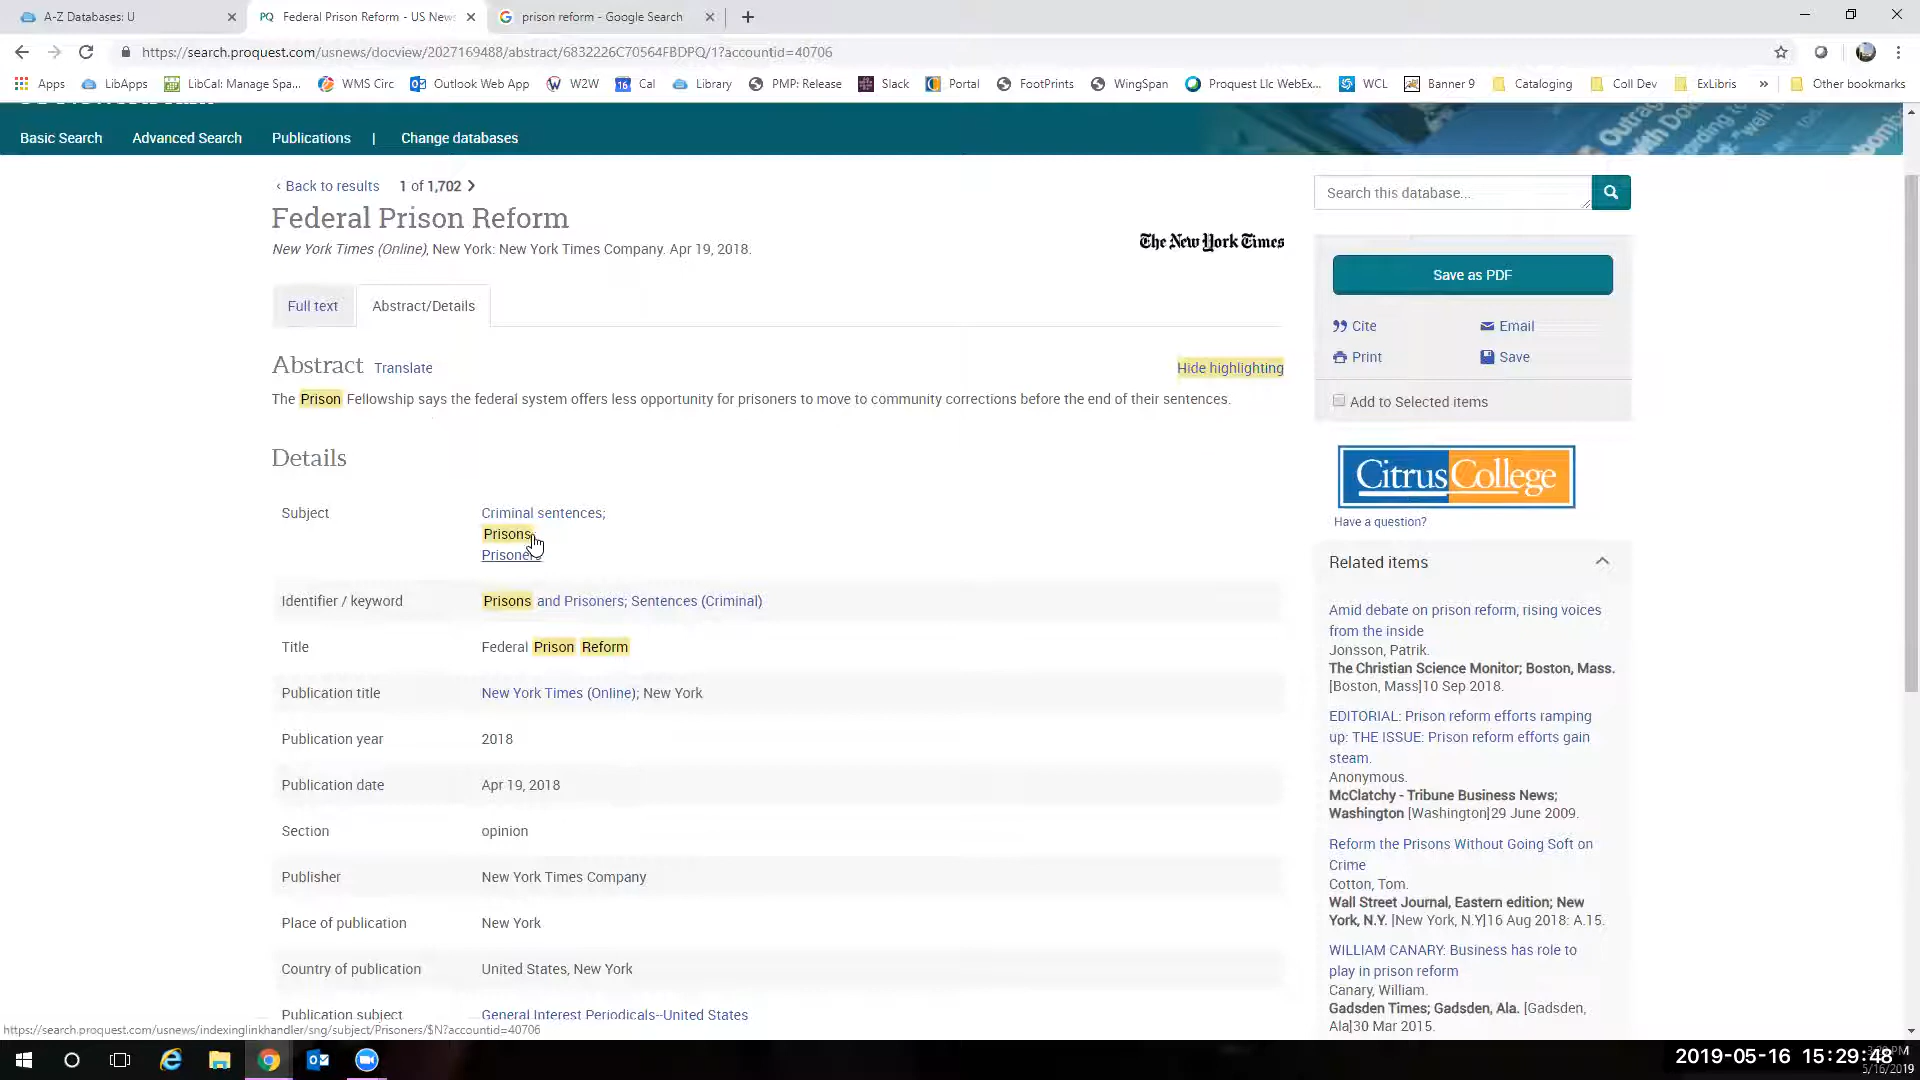 A-Z Databases: U
PQ Federal Prison Reform - US News
prison reform - Google Search
https://search.proquest.com/usnews/docview/2027169488/abstract/6832226C70564FBDPQ/1?accountid=40706
Apps LibApps LibCal: Manage Spa... WMS Circ Outlook Web App W2W 16 Cal Library PMP: Release Slack Portal FootPrints WingSpan Proquest Llc WebEx... WCL Banner 9 Cataloging Coll Dev ExLibris » Other bookmarks
Basic Search Advanced Search Publications | Change databases
‹ Back to results 1 of 1,702
Federal Prison Reform
New York Times (Online), New York: New York Times Company. Apr 19, 2018.
The New York Times
Full text Abstract/Details
Abstract Translate Hide highlighting
The Prison Fellowship says the federal system offers less opportunity for prisoners to move to community corrections before the end of their sentences.
Details
Subject Criminal sentences;
Prisons;
Prisoners
Identifier / keyword Prisons and Prisoners; Sentences (Criminal)
Title Federal Prison Reform
Publication title New York Times (Online); New York
Publication year 2018
Publication date Apr 19, 2018
Section opinion
Publisher New York Times Company
Place of publication New York
Country of publication United States, New York
Publication subject General Interest Periodicals--United States
Search this database...
Save as PDF
Cite Email
Print Save
Add to Selected items
Citrus College
Have a question?
Related items
Amid debate on prison reform, rising voices
from the inside
Jonsson, Patrik.
The Christian Science Monitor; Boston, Mass.
[Boston, Mass]10 Sep 2018.
EDITORIAL: Prison reform efforts ramping
up: THE ISSUE: Prison reform efforts gain
steam.
Anonymous.
McClatchy - Tribune Business News;
Washington [Washington]29 June 2009.
Reform the Prisons Without Going Soft on
Crime
Cotton, Tom.
Wall Street Journal, Eastern edition; New
York, N.Y. [New York, N.Y]16 Aug 2018: A.15.
WILLIAM CANARY: Business has role to
play in prison reform
Canary, William.
Gadsden Times; Gadsden, Ala. [Gadsden,
Ala]30 Mar 2015.
https://search.proquest.com/usnews/indexinglinkhandler/sng/subject/Prisoners/$N?accountid=40706
2019-05-16 15:29:48
5/16/2019